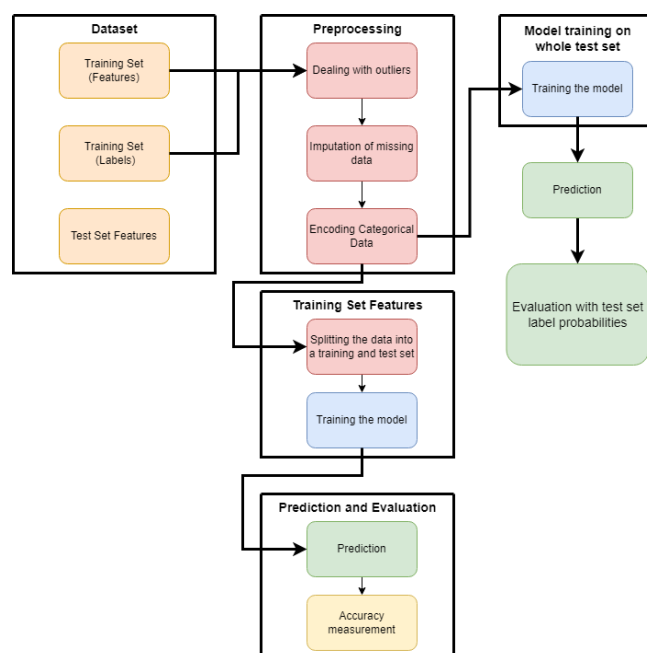 Dataset
Training Set
(Features)
Training Set
(Labels)
Test Set Features
Preprocessing
Dealing with outliers
Imputation of missing
data
Encoding Categorical
Data
Model training on
whole test set
Training the model
Prediction
Evaluation with test set
label probabilities
Training Set Features
Splitting the data into
a training and test set
Training the model
Prediction and Evaluation
Prediction
Accuracy
measurement